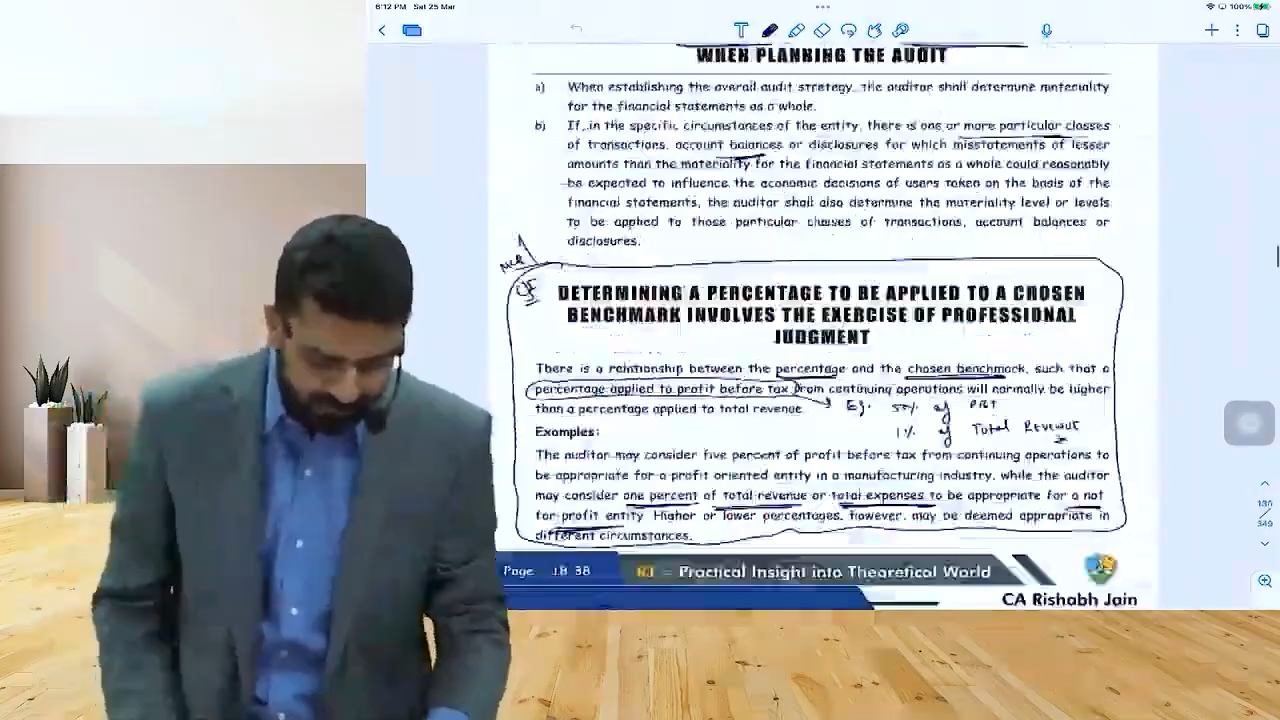 6:12 PM Sat 25 Mar
100%
WHEN PLANNING THE AUDIT
a) When establishing the overall audit strategy, the auditor shall determine materiality
for the financial statements as a whole.
b) If, in the specific circumstances of the entity, there is one or more particular classes
of transactions, account balances or disclosures for which misstatements of lesser
amounts than the materiality for the financial statements as a whole could reasonably
be expected to influence the economic decisions of users taken on the basis of the
financial statements, the auditor shall also determine the materiality level or levels
to be applied to those particular classes of transactions, account balances or
disclosures.
DETERMINING A PERCENTAGE TO BE APPLIED TO A CHOSEN
BENCHMARK INVOLVES THE EXERCISE OF PROFESSIONAL
JUDGMENT
There is a relationship between the percentage and the chosen benchmark, such that a
percentage applied to profit before tax from continuing operations will normally be higher
than a percentage applied to total revenue.
Eg. 5% of PBT
1% of Total Revenue
Examples:
The auditor may consider five percent of profit before tax from continuing operations to
be appropriate for a profit oriented entity in a manufacturing industry, while the auditor
may consider one percent of total revenue or total expenses to be appropriate for a not
for profit entity. Higher or lower percentages, however, may be deemed appropriate in
different circumstances.
Page 1B.38
Practical Insight into Theoretical World
CA Rishabh Jain
130
349